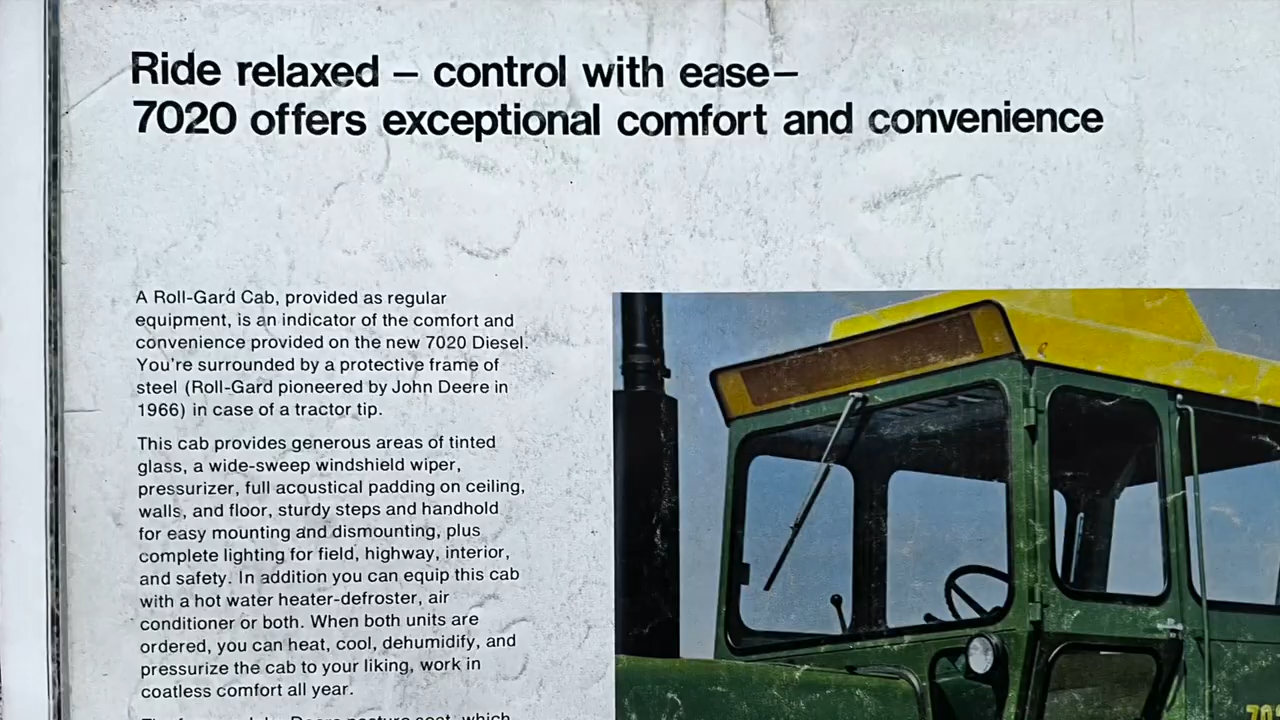 Ride relaxed – control with ease–
7020 offers exceptional comfort and convenience
A Roll-Gard Cab, provided as regular
equipment, is an indicator of the comfort and
convenience provided on the new 7020 Diesel.
You're surrounded by a protective frame of
steel (Roll-Gard pioneered by John Deere in
1966) in case of a tractor tip.
This cab provides generous areas of tinted
glass, a wide-sweep windshield wiper,
pressurizer, full acoustical padding on ceiling,
walls, and floor, sturdy steps and handhold
for easy mounting and dismounting, plus
complete lighting for field, highway, interior,
and safety. In addition you can equip this cab
with a hot water heater-defroster, air
conditioner or both. When both units are
ordered, you can heat, cool, dehumidify, and
pressurize the cab to your liking, work in
coatless comfort all year.